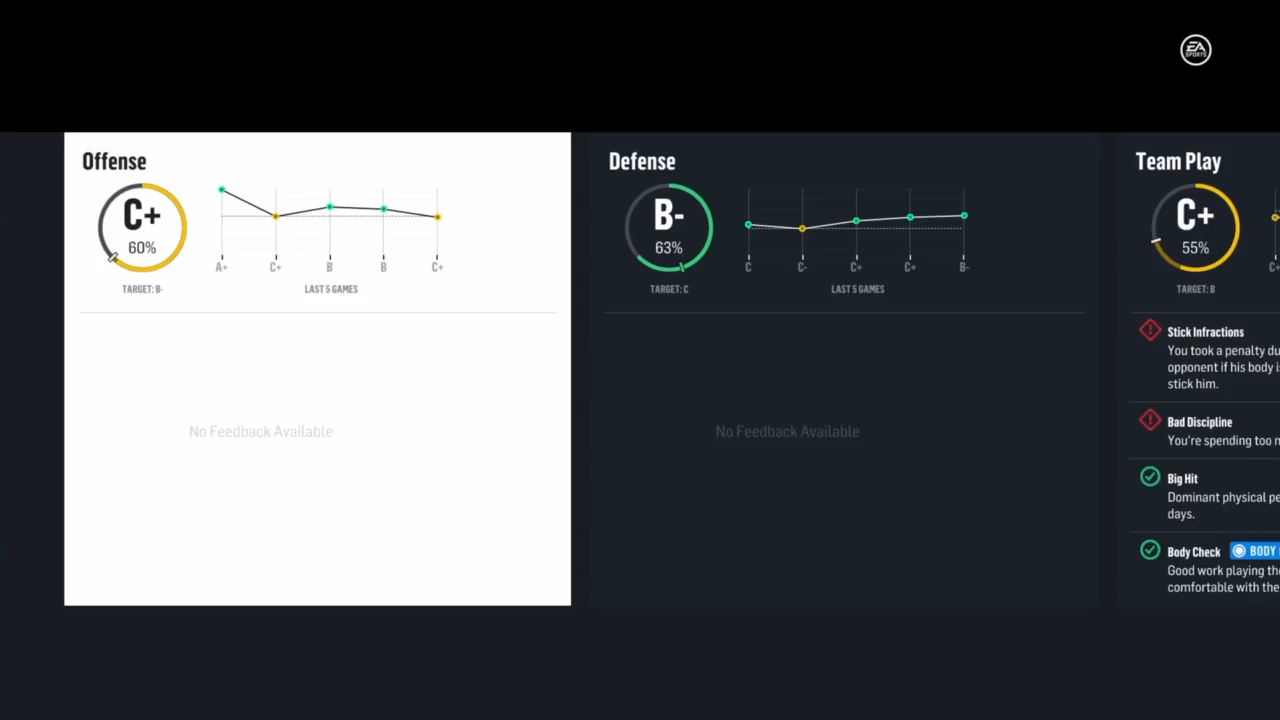 EA
SPORTS
Offense
C+
60%
TARGET: B-
A+ C+ B B C+
LAST 5 GAMES
No Feedback Available
Defense
B-
63%
TARGET: C
C C- C+ C+ B-
LAST 5 GAMES
No Feedback Available
Team Play
C+
55%
TARGET: B
Stick Infractions
You took a penalty du
opponent if his body i
stick him.
Bad Discipline
You're spending too
Big Hit
Dominant physical pe
days.
Body Check BODY
Good work playing the
comfortable with the